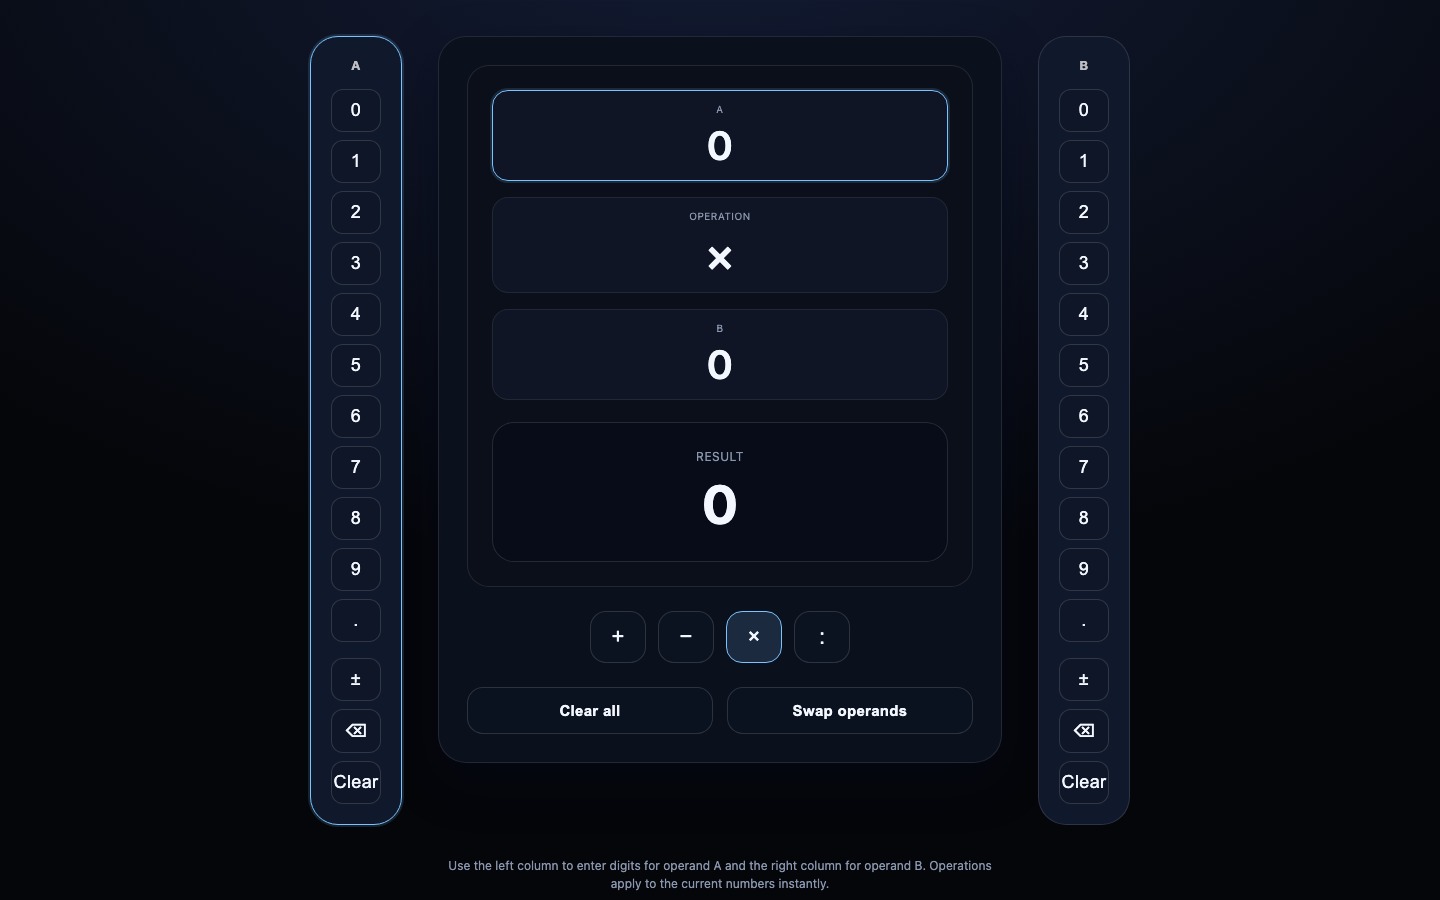 A
0
1
2
3
4
5
6
7
8
9
.
±
⌫
Clear
A
0
OPERATION
×
B
0
RESULT
0
+ − × :
Clear all Swap operands
B
0
1
2
3
4
5
6
7
8
9
.
±
⌫
Clear
Use the left column to enter digits for operand A and the right column for operand B. Operations
apply to the current numbers instantly.